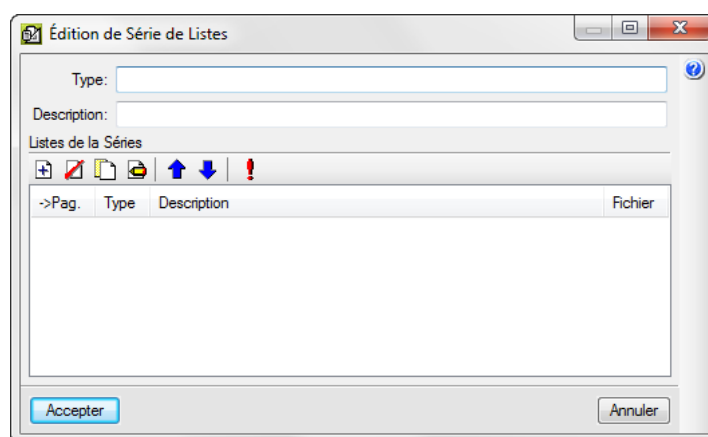 Édition de Série de Listes
Type:
Description:
Listes de la Séries
->Pag. Type Description Fichier
Accepter Annuler